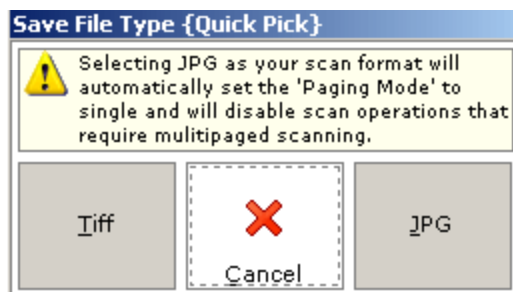 Save File Type {Quick Pick}
Selecting JPG as your scan format will
automatically set the 'Paging Mode' to
single and will disable scan operations that
require mulitipaged scanning.
Tiff
Cancel
JPG